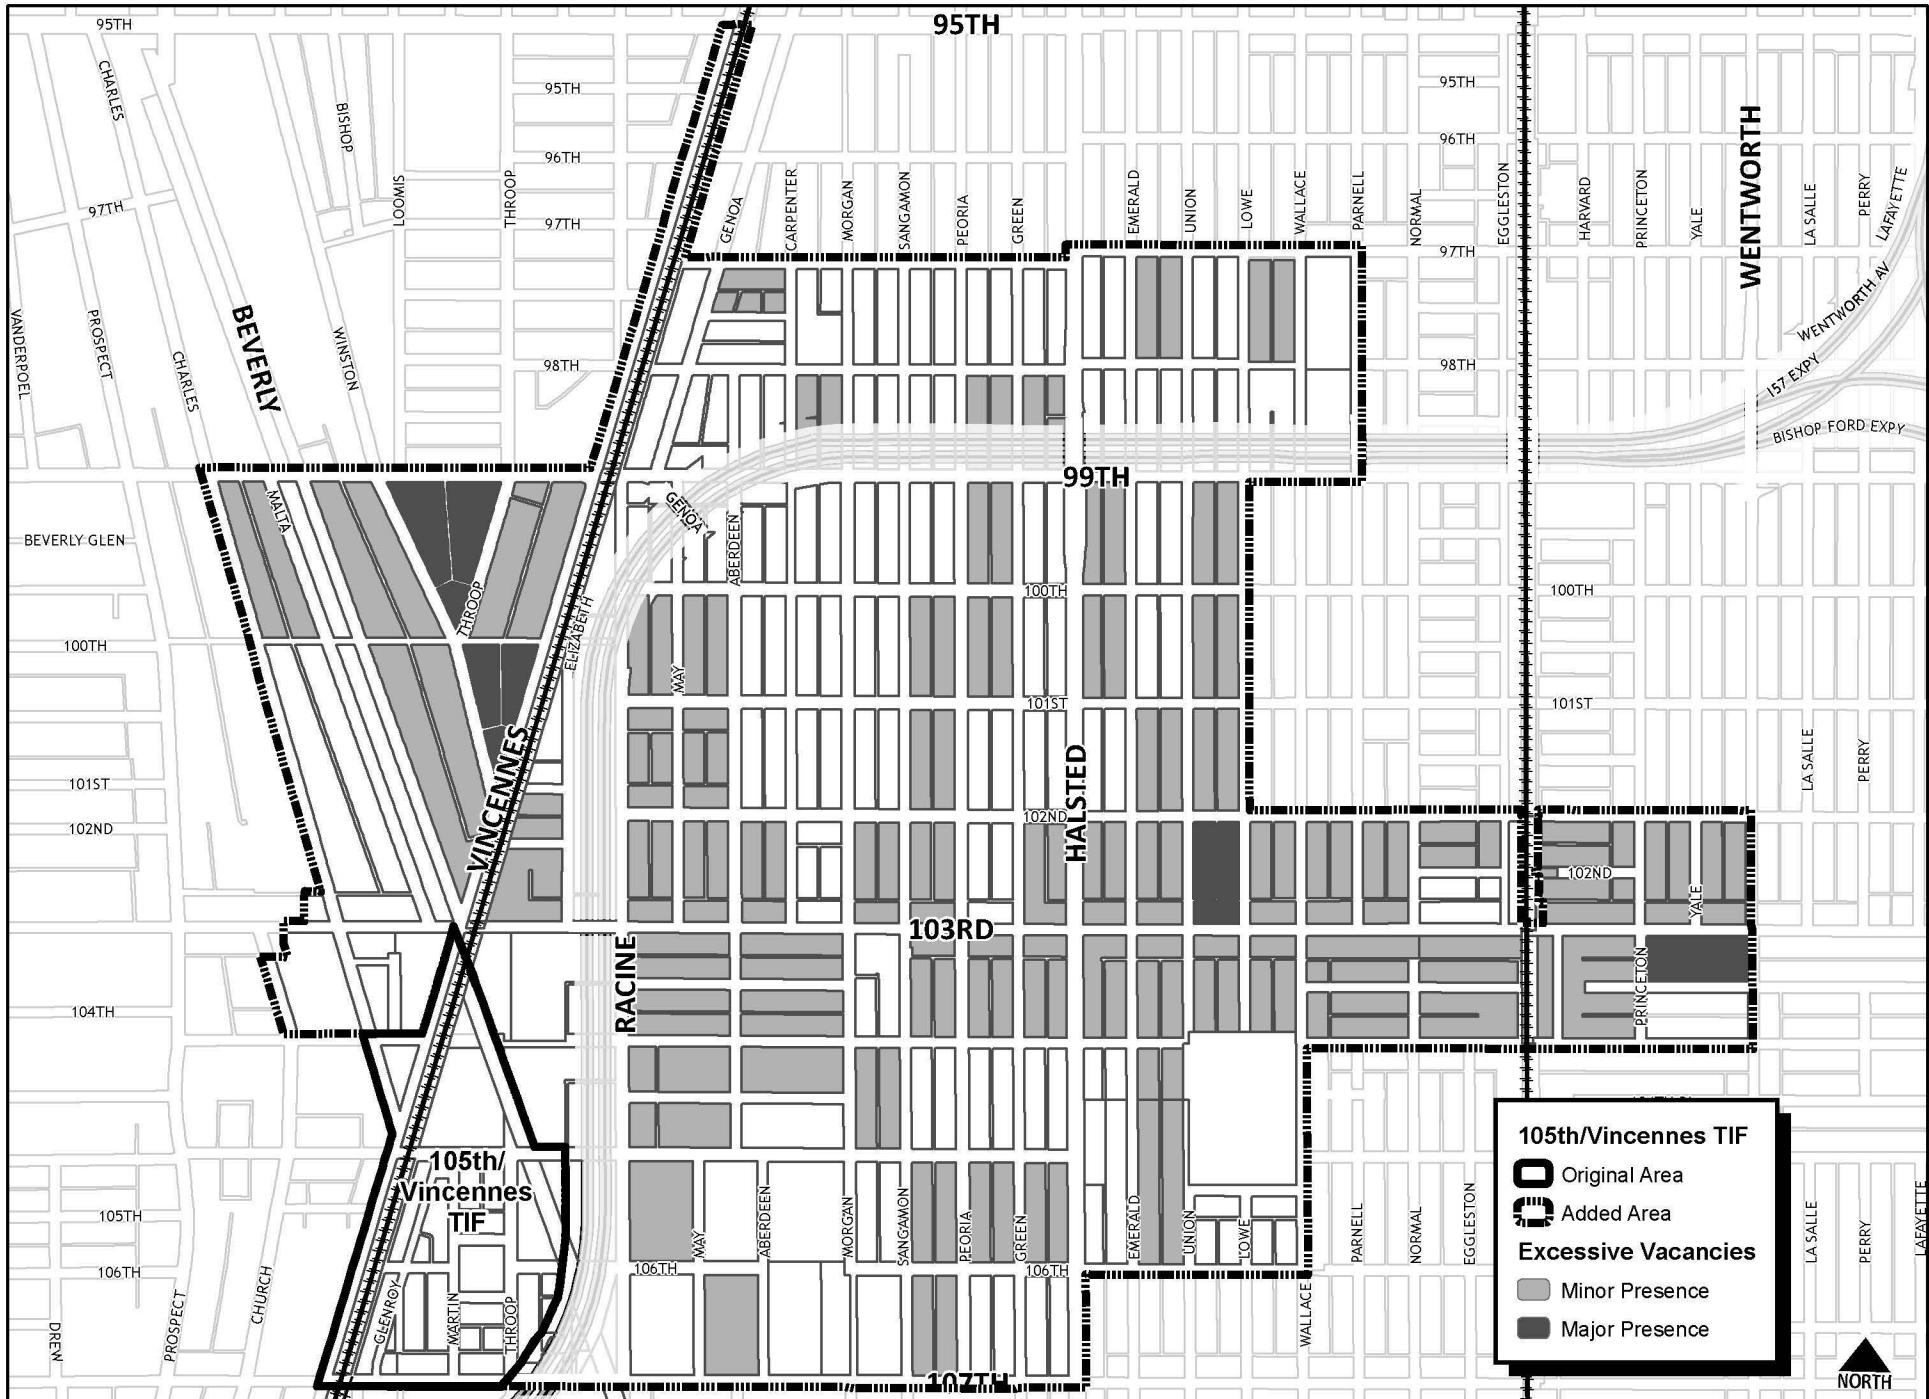 95TH
95TH
CHARLES
95TH
95TH
BISHOP
96TH
96TH
WENTWORTH
LOOMIS
THROOP
GENOA
CARPENTER
MORGAN
SANGAMON
PEORIA
GREEN
EMERALD
UNION
LOWE
WALLACE
PARNELL
NORMAL
EGGLESTON
HARVARD
PRINCETON
YALE
LA SALLE
PERRY
LAFAYETTE
97TH
97TH
97TH
VANDERPOEL
PROSPECT
CHARLES
BEVERLY
WINSTON
98TH
98TH
WENTWORTH AV
I57 EXPY
BISHOP FORD EXPY
99TH
MALTA
GENOA
ABERDEEN
BEVERLY GLEN
THROOP
ELIZABETH
100TH
100TH
100TH
MAY
101ST
101ST
VINCENNES
HALSTED
LA SALLE
PERRY
101ST
102ND
102ND
102ND
YALE
103RD
RACINE
PRINCETON
104TH
105th/
Vincennes
TIF
MAY
ABERDEEN
MORGAN
SANGAMON
PEORIA
GREEN
EMERALD
UNION
LOWE
PARNELL
NORMAL
EGGLESTON
LA SALLE
PERRY
LAFAYETTE
105TH
106TH
106TH
106TH
DREW
PROSPECT
CHURCH
GLENROY
MARTIN
THROOP
WALLACE
107TH
105th/Vincennes TIF
Original Area
Added Area
Excessive Vacancies
Minor Presence
Major Presence
NORTH